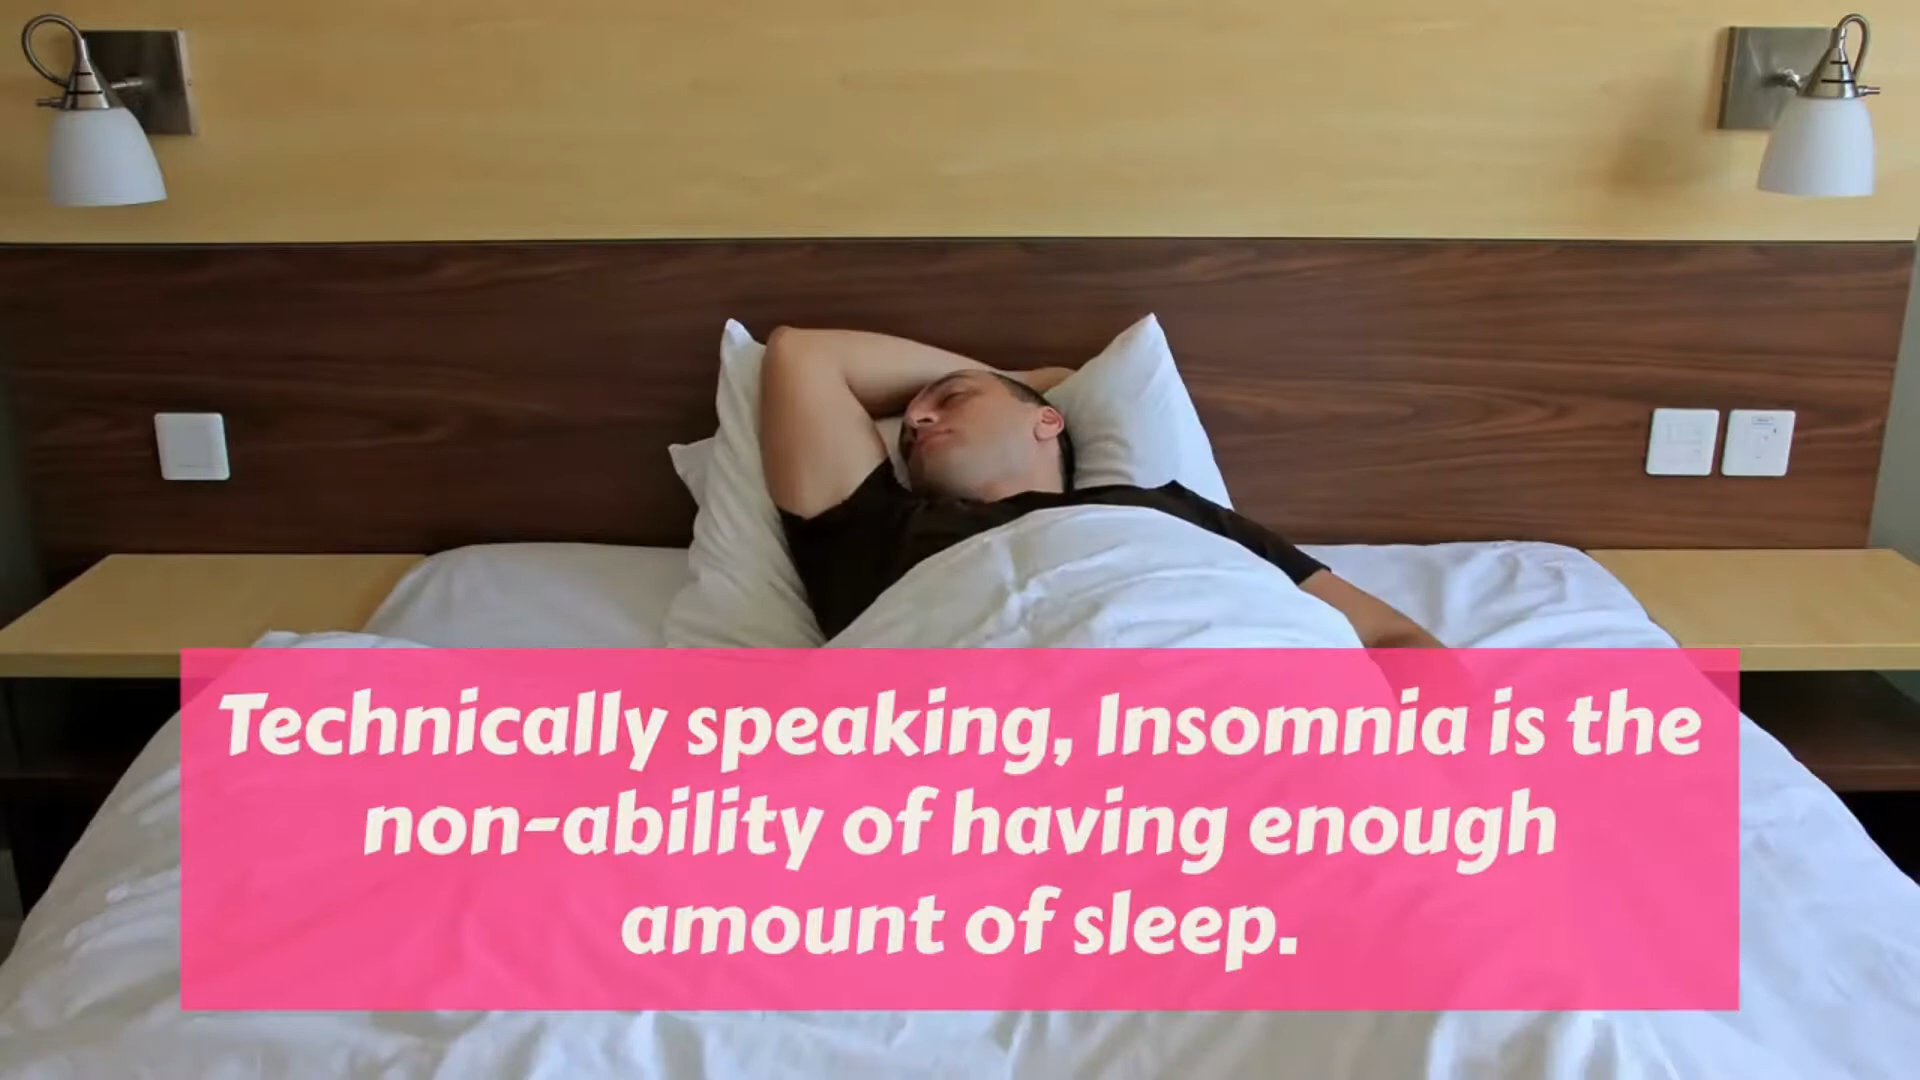 Technically speaking, Insomnia is the
non-ability of having enough
amount of sleep.